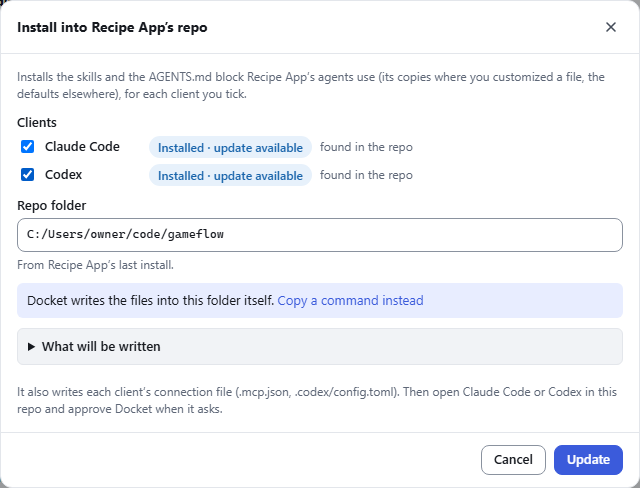 Install into Recipe App’s repo
Installs the skills and the AGENTS.md block Recipe App’s agents use (its copies where you customized a file, the
defaults elsewhere), for each client you tick.
Clients
Claude Code Installed · update available found in the repo
Codex Installed · update available found in the repo
Repo folder
C:/Users/owner/code/gameflow
From Recipe App’s last install.
Docket writes the files into this folder itself. Copy a command instead
What will be written
It also writes each client’s connection file (.mcp.json, .codex/config.toml). Then open Claude Code or Codex in this
repo and approve Docket when it asks.
Cancel Update